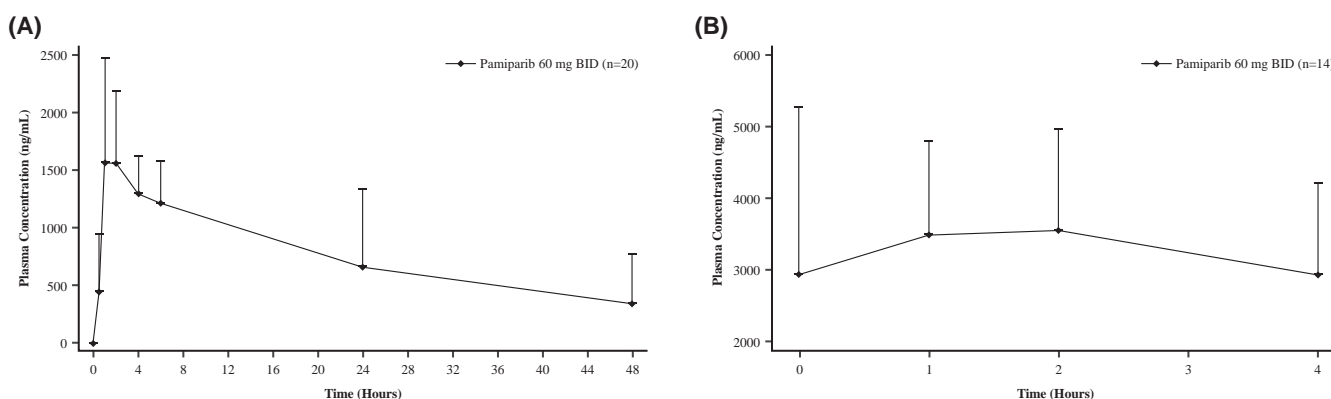 (A)
Pamiparib 60 mg BID (n=20)
Plasma Concentration (ng/mL)
2500
2000
1500
1000
500
0
0 4 8 12 16 20 24 28 32 36 40 44 48
Time (Hours)
(B)
Pamiparib 60 mg BID (n=14)
Plasma Concentration (ng/mL)
6000
5000
4000
3000
2000
0 1 2 3 4
Time (Hours)